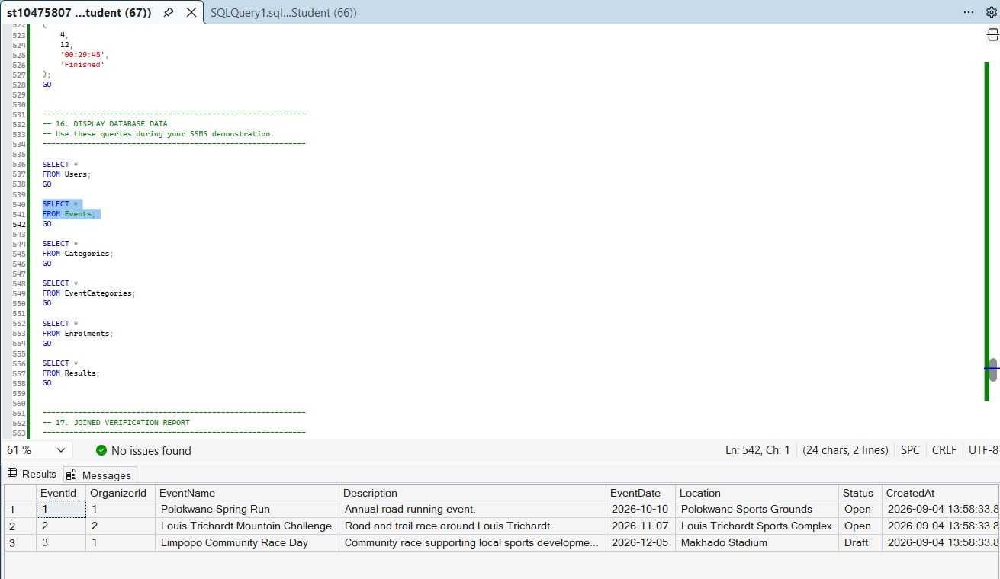 st10475807 ...tudent (67))
SQLQuery1.sql...Student (66))
522 (
523 4,
524 12,
525 '00:29:45',
526 'Finished'
527 );
528 GO
529
530
531 -----------------------------------------------------------
532 -- 16. DISPLAY DATABASE DATA
533 -- Use these queries during your SSMS demonstration.
534 -----------------------------------------------------------
535
536 SELECT *
537 FROM Users;
538 GO
539
540 SELECT *
541 FROM Events;
542 GO
543
544 SELECT *
545 FROM Categories;
546 GO
547
548 SELECT *
549 FROM EventCategories;
550 GO
551
552 SELECT *
553 FROM Enrolments;
554 GO
555
556 SELECT *
557 FROM Results;
558 GO
559
560
561 -----------------------------------------------------------
562 -- 17. JOINED VERIFICATION REPORT
563 -----------------------------------------------------------
61 % No issues found Ln: 542, Ch: 1 (24 chars, 2 lines) SPC CRLF UTF-8
Results Messages
EventId OrganizerId EventName Description EventDate Location Status CreatedAt
1 1 1 Polokwane Spring Run Annual road running event. 2026-10-10 Polokwane Sports Grounds Open 2026-09-04 13:58:33.8
2 2 2 Louis Trichardt Mountain Challenge Road and trail race around Louis Trichardt. 2026-11-07 Louis Trichardt Sports Complex Open 2026-09-04 13:58:33.8
3 3 1 Limpopo Community Race Day Community race supporting local sports developme... 2026-12-05 Makhado Stadium Draft 2026-09-04 13:58:33.8